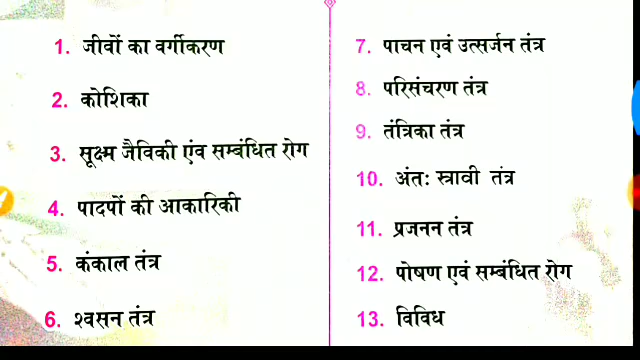 1. जीवों का वर्गीकरण
2. कोशिका
3. सूक्ष्म जैविकी एंव सम्बंधित रोग
4. पादपों की आकारिकी
5. कंकाल तंत्र
6. श्वसन तंत्र
7. पाचन एवं उत्सर्जन तंत्र
8. परिसंचरण तंत्र
9. तंत्रिका तंत्र
10. अंतः स्त्रावी तंत्र
11. प्रजनन तंत्र
12. पोषण एवं सम्बंधित रोग
13. विविध